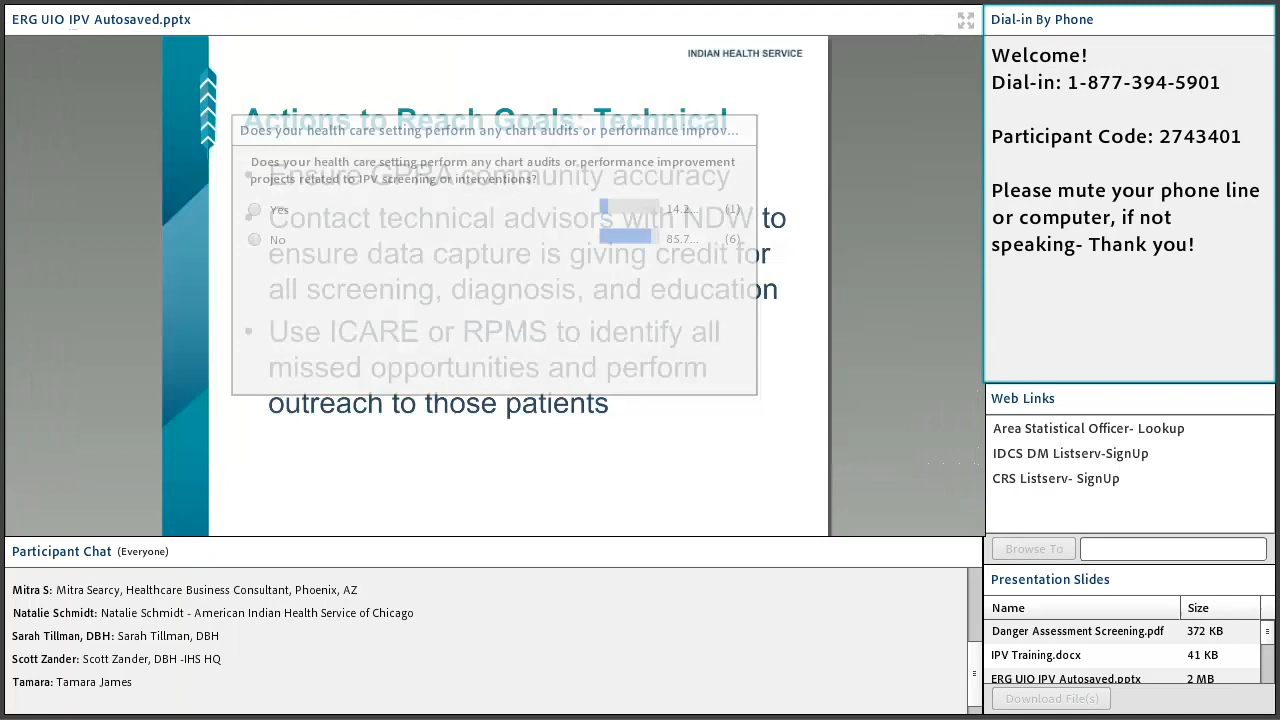 ERG UIO IPV Autosaved.pptx
INDIAN HEALTH SERVICE
Actions to Reach Goals: Technical
Does your health care setting perform any chart audits or performance improv...
Does your health care setting perform any chart audits or performance improvement
projects related to IPV screening or interventions?
Yes 14.2... (1)
No 85.7... (6)
• Ensure GPRA community accuracy
• Contact technical advisors with NDW to
ensure data capture is giving credit for
all screening, diagnosis, and education
• Use ICARE or RPMS to identify all
missed opportunities and perform
outreach to those patients
Participant Chat (Everyone)
Mitra S: Mitra Searcy, Healthcare Business Consultant, Phoenix, AZ
Natalie Schmidt: Natalie Schmidt - American Indian Health Service of Chicago
Sarah Tillman, DBH: Sarah Tillman, DBH
Scott Zander: Scott Zander, DBH -IHS HQ
Tamara: Tamara James
Dial-in By Phone
Welcome!
Dial-in: 1-877-394-5901
Participant Code: 2743401
Please mute your phone line
or computer, if not
speaking- Thank you!
Web Links
Area Statistical Officer- Lookup
IDCS DM Listserv-SignUp
CRS Listserv- SignUp
Browse To
Presentation Slides
Name Size
Danger Assessment Screening.pdf 372 KB
IPV Training.docx 41 KB
ERG UIO IPV Autosaved.pptx 2 MB
Download File(s)